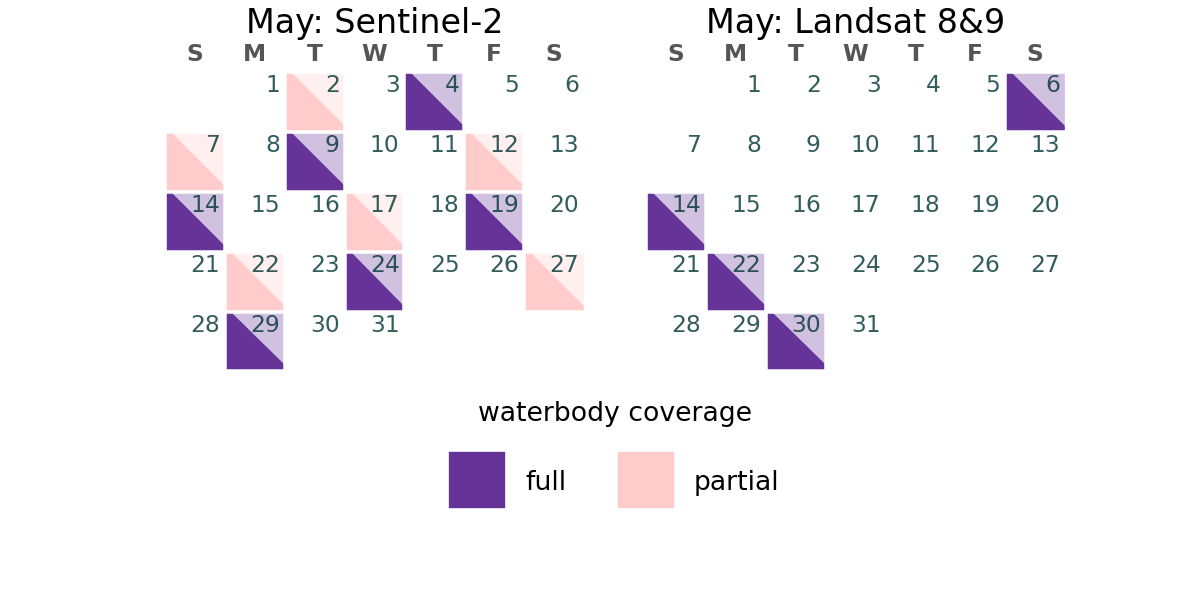 May: Sentinel-2
S M T W T F S
1 2 3 4 5 6
7 8 9 10 11 12 13
14 15 16 17 18 19 20
21 22 23 24 25 26 27
28 29 30 31
May: Landsat 8&9
S M T W T F S
1 2 3 4 5 6
7 8 9 10 11 12 13
14 15 16 17 18 19 20
21 22 23 24 25 26 27
28 29 30 31
waterbody coverage
full
partial